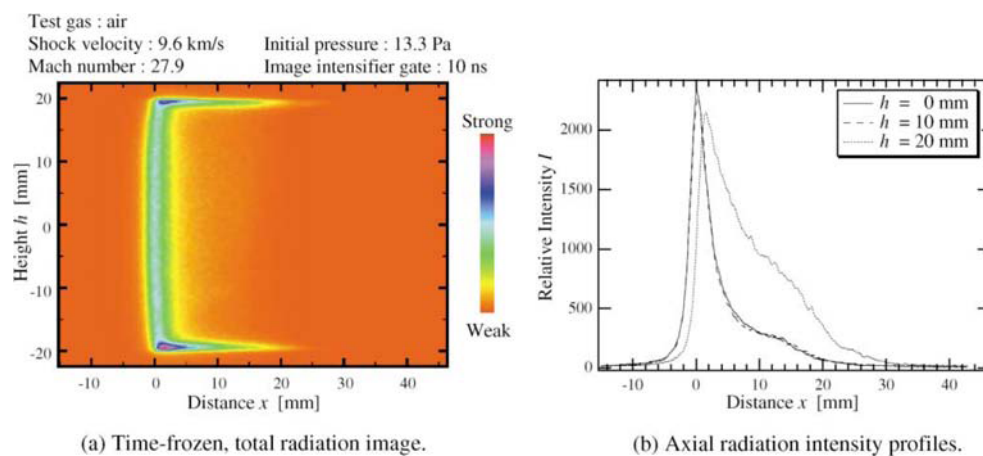 Test gas : air
Shock velocity : 9.6 km/s Initial pressure : 13.3 Pa
Mach number : 27.9 Image intensifier gate : 10 ns
20
10
0
-10
-20
Height h [mm]
-10 0 10 20 30 40
Distance x [mm]
Strong
Weak
(a) Time-frozen, total radiation image.
2000
1500
1000
500
0
Relative Intensity I
h = 0 mm
h = 10 mm
h = 20 mm
-10 0 10 20 30 40
Distance x [mm]
(b) Axial radiation intensity profiles.